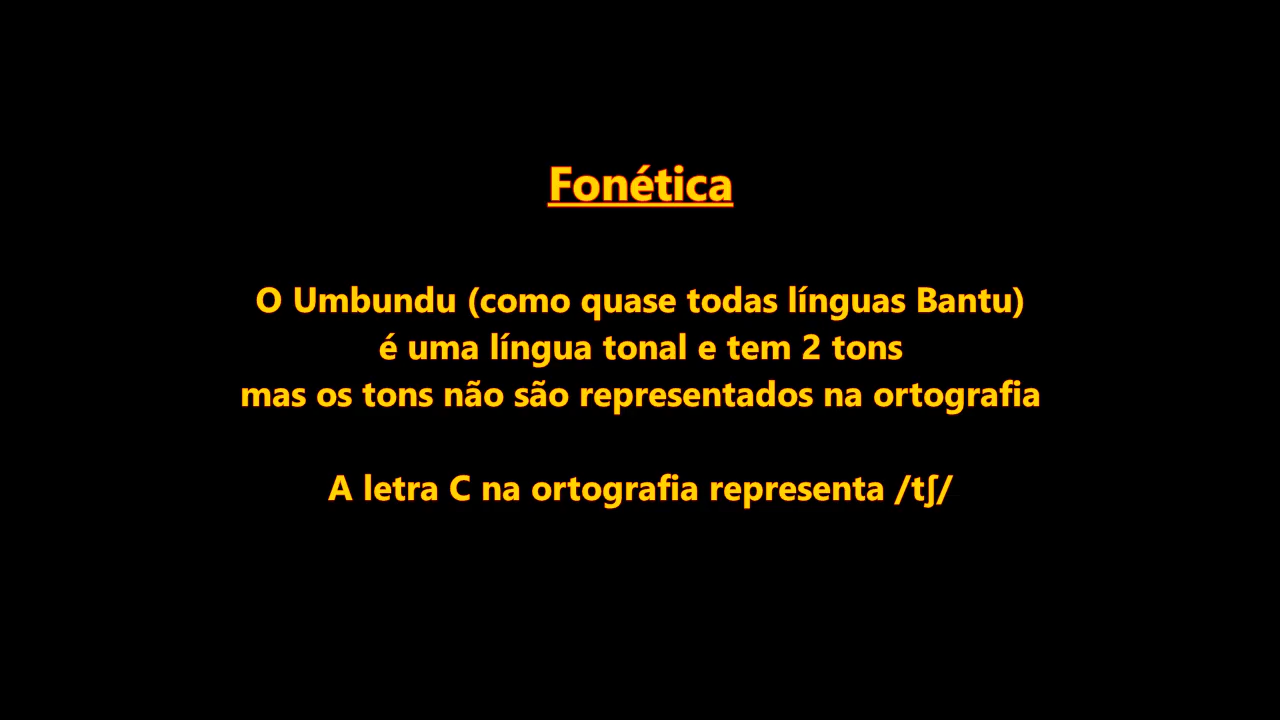 Fonética
O Umbundu (como quase todas línguas Bantu)
é uma língua tonal e tem 2 tons
mas os tons não são representados na ortografia
A letra C na ortografia representa /tʃ/